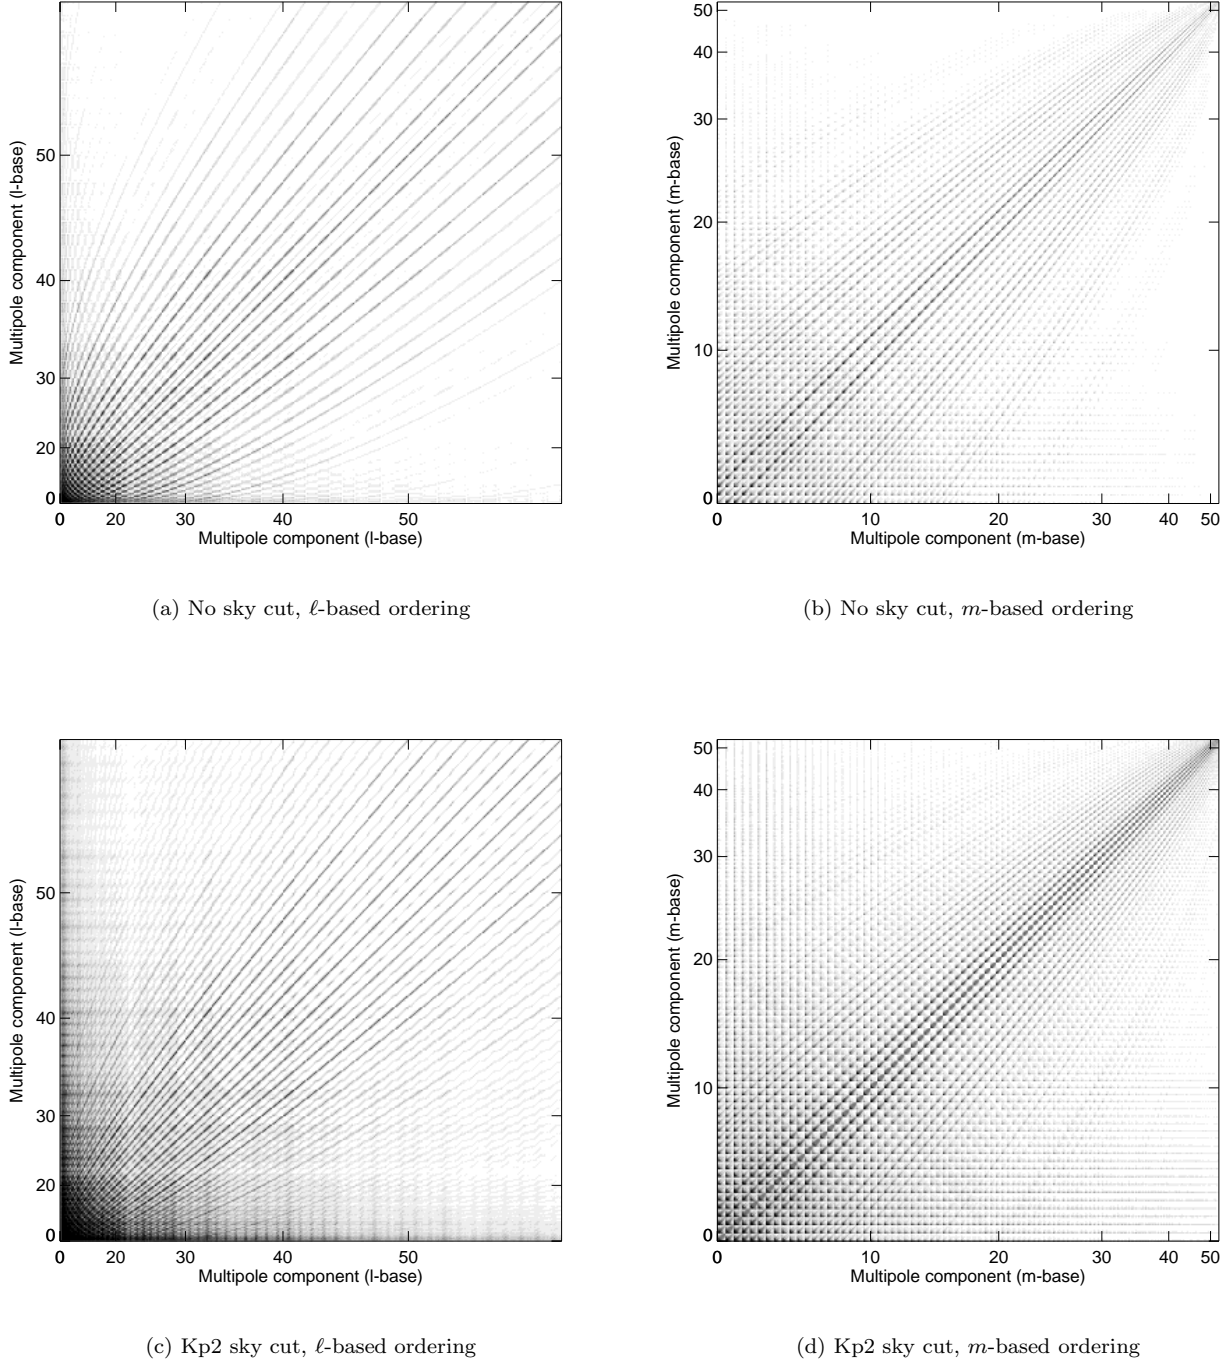 50
40
30
20
0
0 20 30 40 50
Multipole component (l-base)
Multipole component (l-base)
(a) No sky cut, ℓ-based ordering
50
40
30
20
10
0
0 10 20 30 40 50
Multipole component (m-base)
Multipole component (m-base)
(b) No sky cut, m-based ordering
50
40
30
20
0
0 20 30 40 50
Multipole component (l-base)
Multipole component (l-base)
(c) Kp2 sky cut, ℓ-based ordering
50
40
30
20
10
0
0 10 20 30 40 50
Multipole component (m-base)
Multipole component (m-base)
(d) Kp2 sky cut, m-based ordering